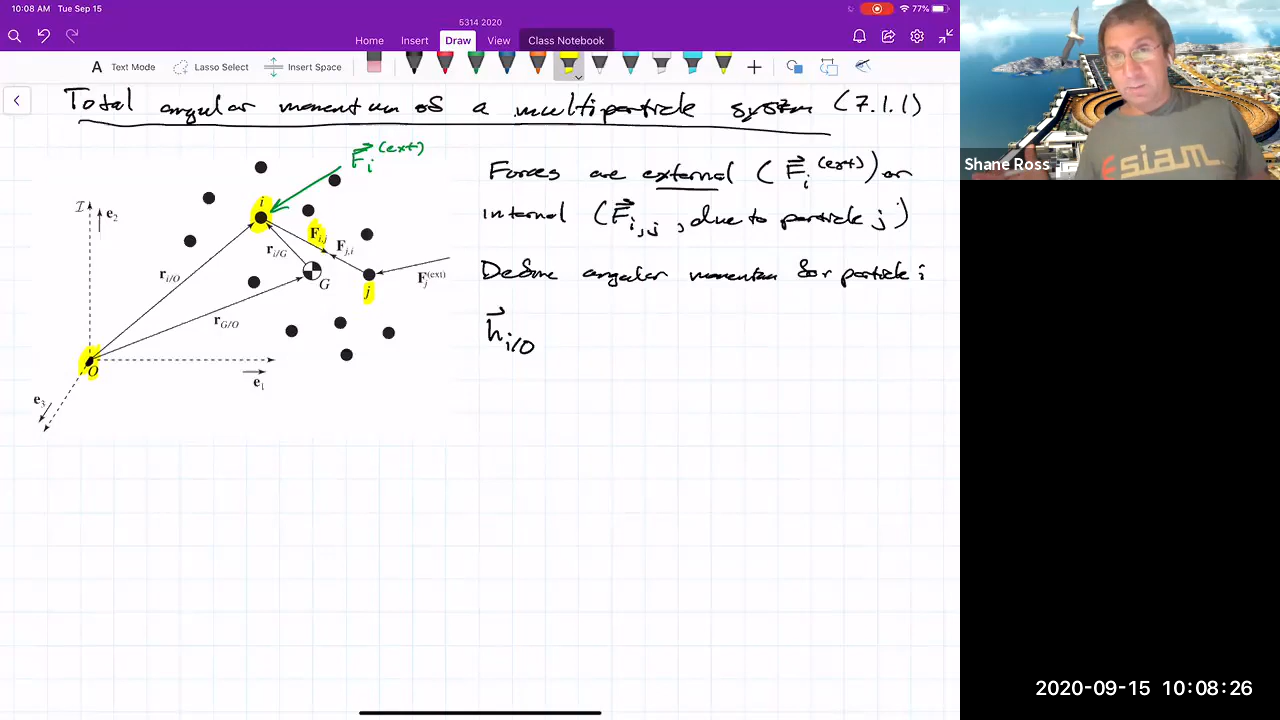 10:08 AM Tue Sep 15
77%
5314 2020
Home Insert Draw View Class Notebook
A Text Mode Lasso Select Insert Space
Total angular momentum of a multiparticle system (7.1.1)
Forces are external (F⃗i(ext)) or
internal (F⃗i,j, due to particle j)
Define angular momentum for particle i
h⃗i/O
F⃗i(ext)
i
I
e2
Fi,j
Fj,i
ri/G
ri/O
G
Fj(ext)
j
rG/O
O
e1
e3
Shane Ross
esiam.
2020-09-15 10:08:26